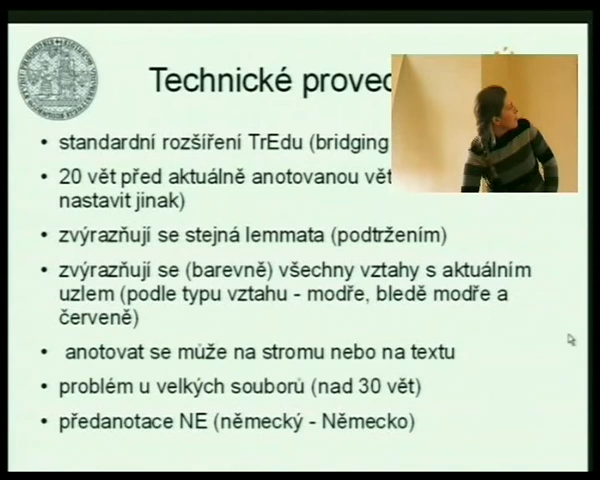 Technické proved
• standardní rozšíření TrEdu (bridging
• 20 vět před aktuálně anotovanou vět
nastavit jinak)
• zvýrazňují se stejná lemmata (podtržením)
• zvýrazňují se (barevně) všechny vztahy s aktuálním
uzlem (podle typu vztahu - modře, bledě modře a
červeně)
• anotovat se může na stromu nebo na textu
• problém u velkých souborů (nad 30 vět)
• předanotace NE (německý - Německo)